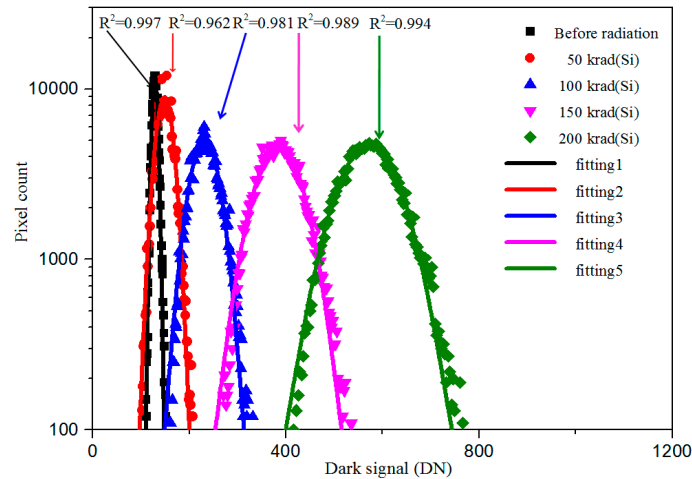 R²=0.997 R²=0.962 R²=0.981 R²=0.989 R²=0.994
Before radiation
50 krad(Si)
100 krad(Si)
150 krad(Si)
200 krad(Si)
fitting1
fitting2
fitting3
fitting4
fitting5
Pixel count
10000
1000
100
0 400 800 1200
Dark signal (DN)